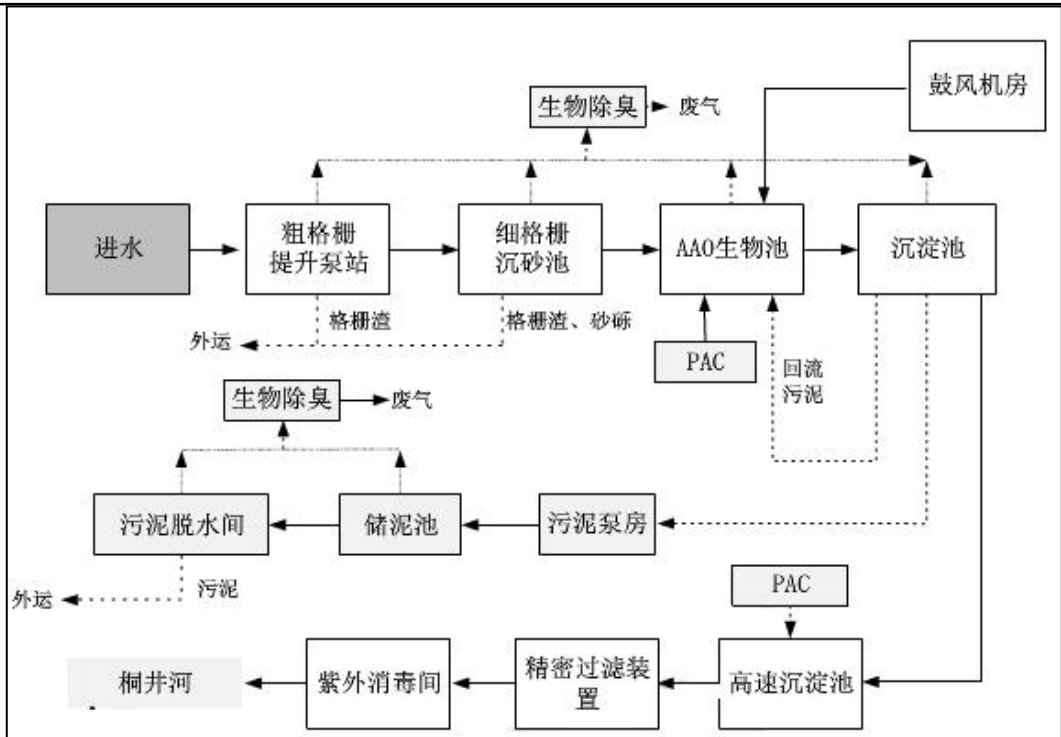 鼓风机房
生物除臭
废气
进水
粗格栅
提升泵站
细格栅
沉砂池
AAO生物池
沉淀池
格栅渣
格栅渣、砂砾
外运
PAC
回流
污泥
生物除臭
废气
污泥脱水间
储泥池
污泥泵房
污泥
外运
PAC
桐井河
紫外消毒间
精密过滤装
置
高速沉淀池